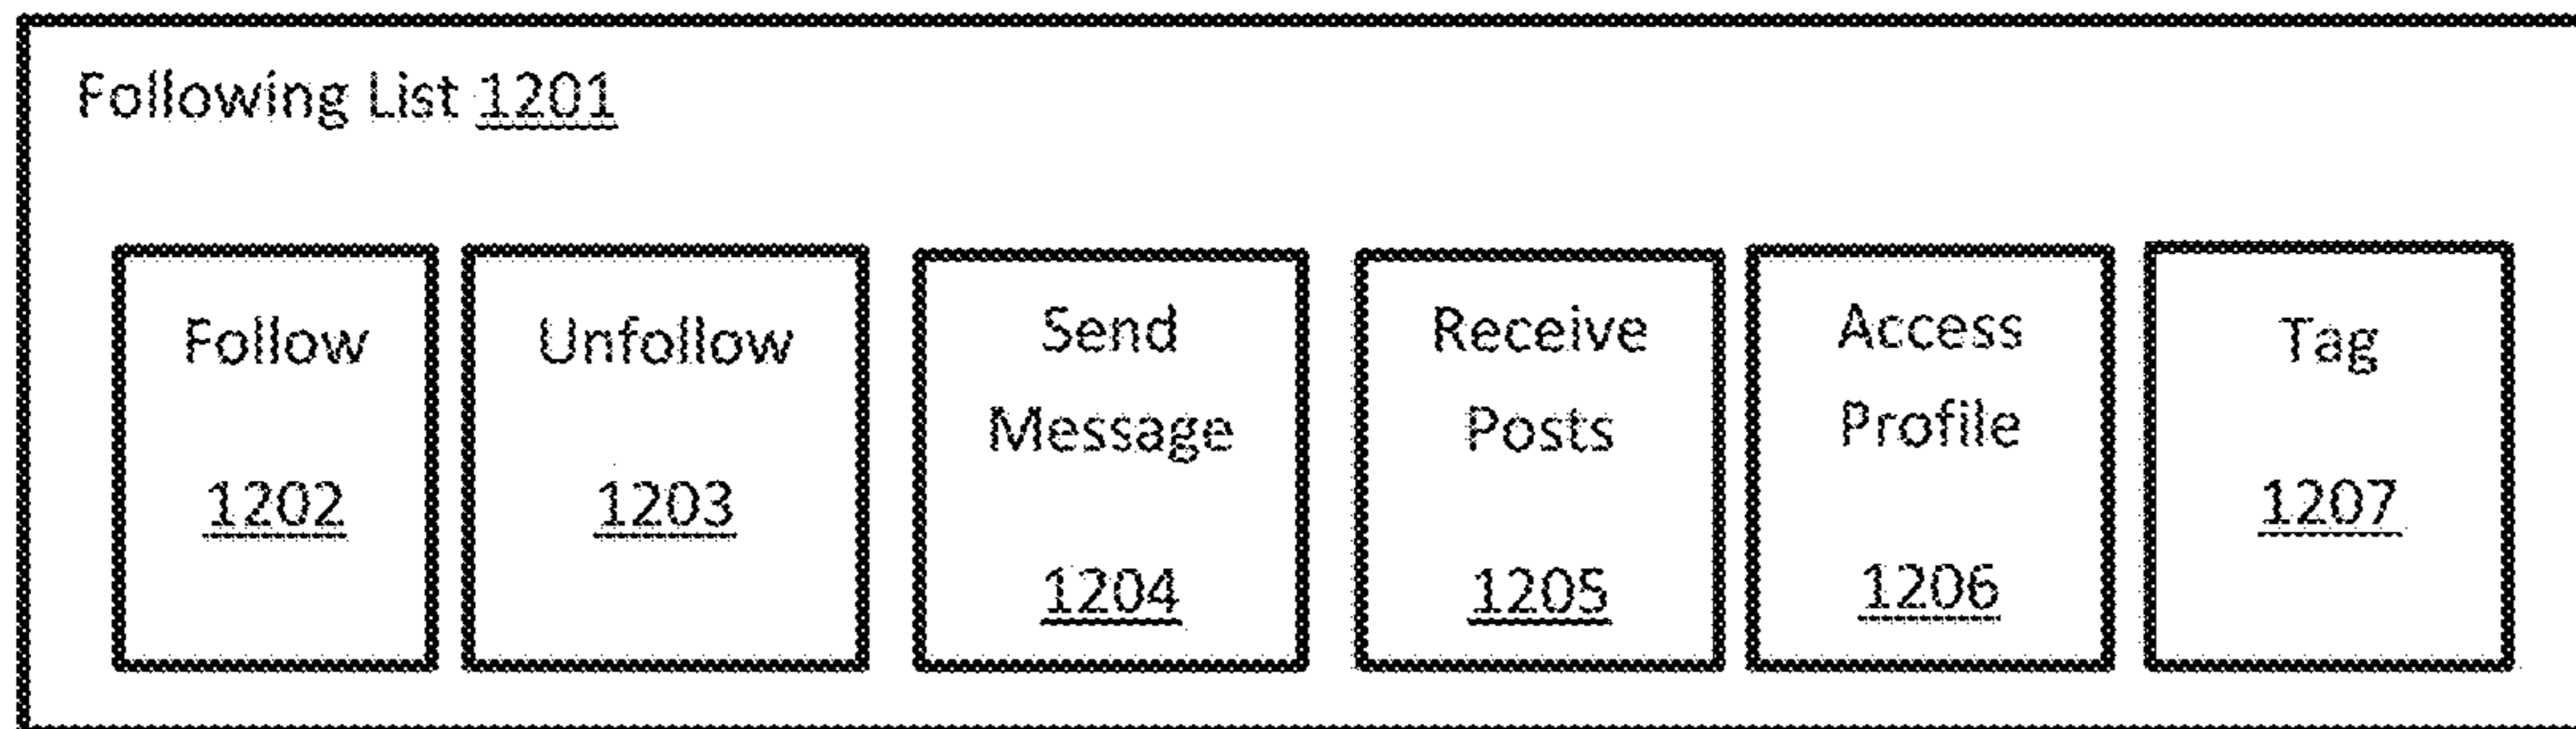 Following List 1201
Follow
1202
Unfollow
1203
Send
Message
1204
Receive
Posts
1205
Access
Profile
1206
Tag
1207